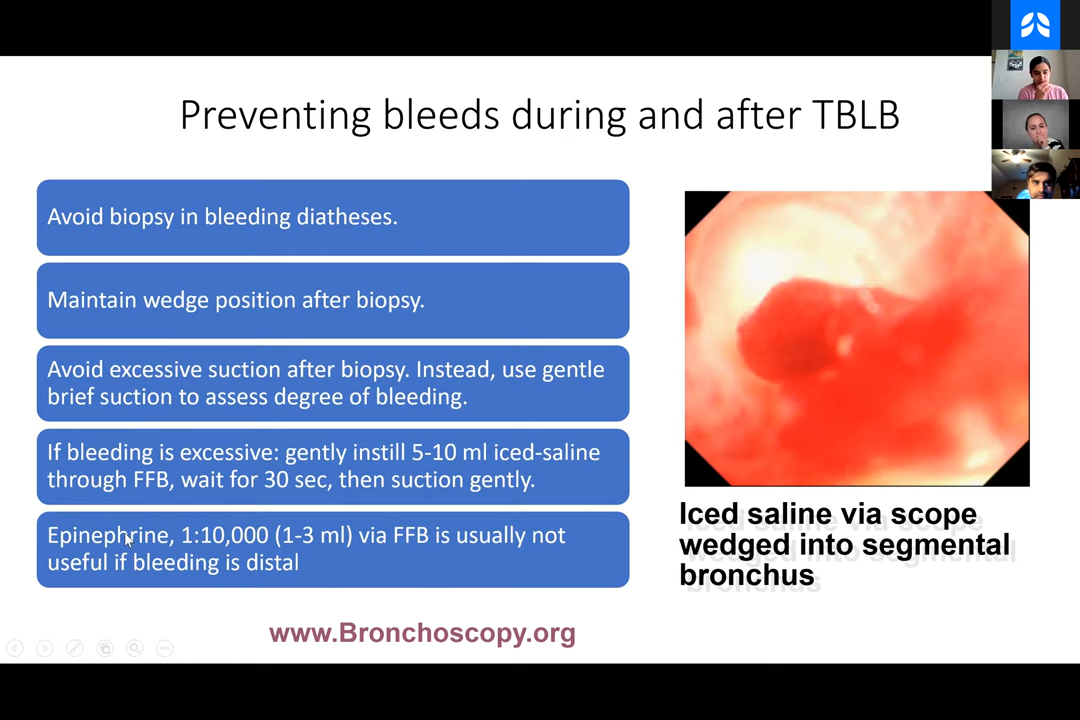 Preventing bleeds during and after TBLB
Avoid biopsy in bleeding diatheses.
Maintain wedge position after biopsy.
Avoid excessive suction after biopsy. Instead, use gentle
brief suction to assess degree of bleeding.
If bleeding is excessive: gently instill 5-10 ml iced-saline
through FFB, wait for 30 sec, then suction gently.
Epinephrine, 1:10,000 (1-3 ml) via FFB is usually not
useful if bleeding is distal
Iced saline via scope
wedged into segmental
bronchus
www.Bronchoscopy.org